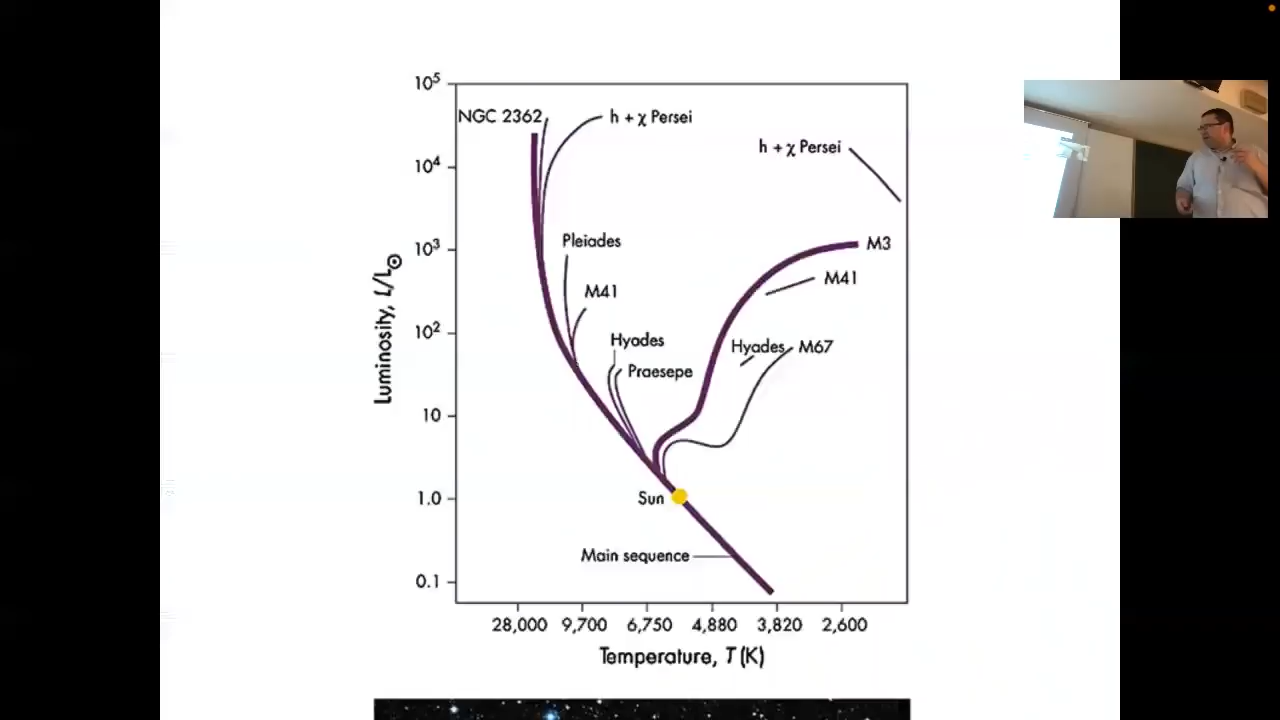 10⁵
NGC 2362
h + χ Persei
h + χ Persei
10⁴
Pleiades
M3
10³
M41
M41
Luminosity, L/L☉
10²
Hyades
Hyades
M67
Praesepe
10
Sun
1.0
Main sequence
0.1
28,000 9,700 6,750 4,880 3,820 2,600
Temperature, T (K)